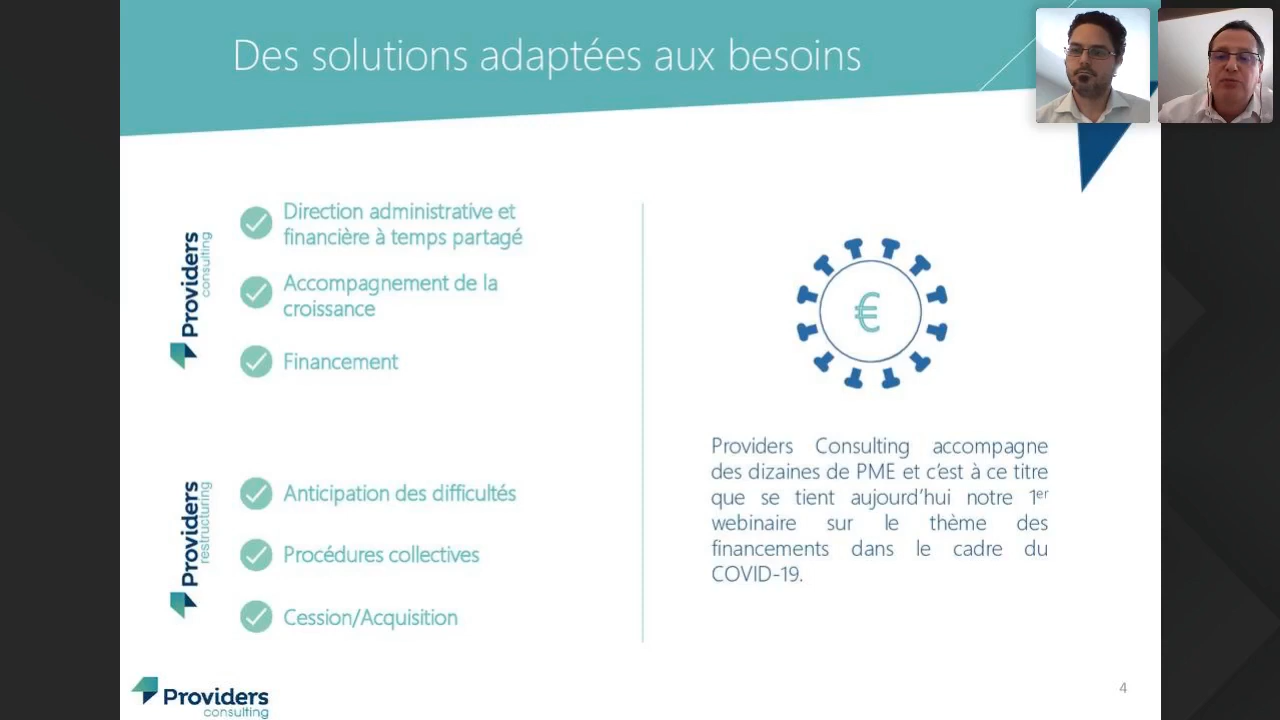 Des solutions adaptées aux besoins
Providers
consulting
Direction administrative et
financière à temps partagé
Accompagnement de la
croissance
Financement
Providers
restructuring
Anticipation des difficultés
Procédures collectives
Cession/Acquisition
€
Providers Consulting accompagne
des dizaines de PME et c’est à ce titre
que se tient aujourd’hui notre 1er
webinaire sur le thème des
financements dans le cadre du
COVID-19.
Providers
consulting
4